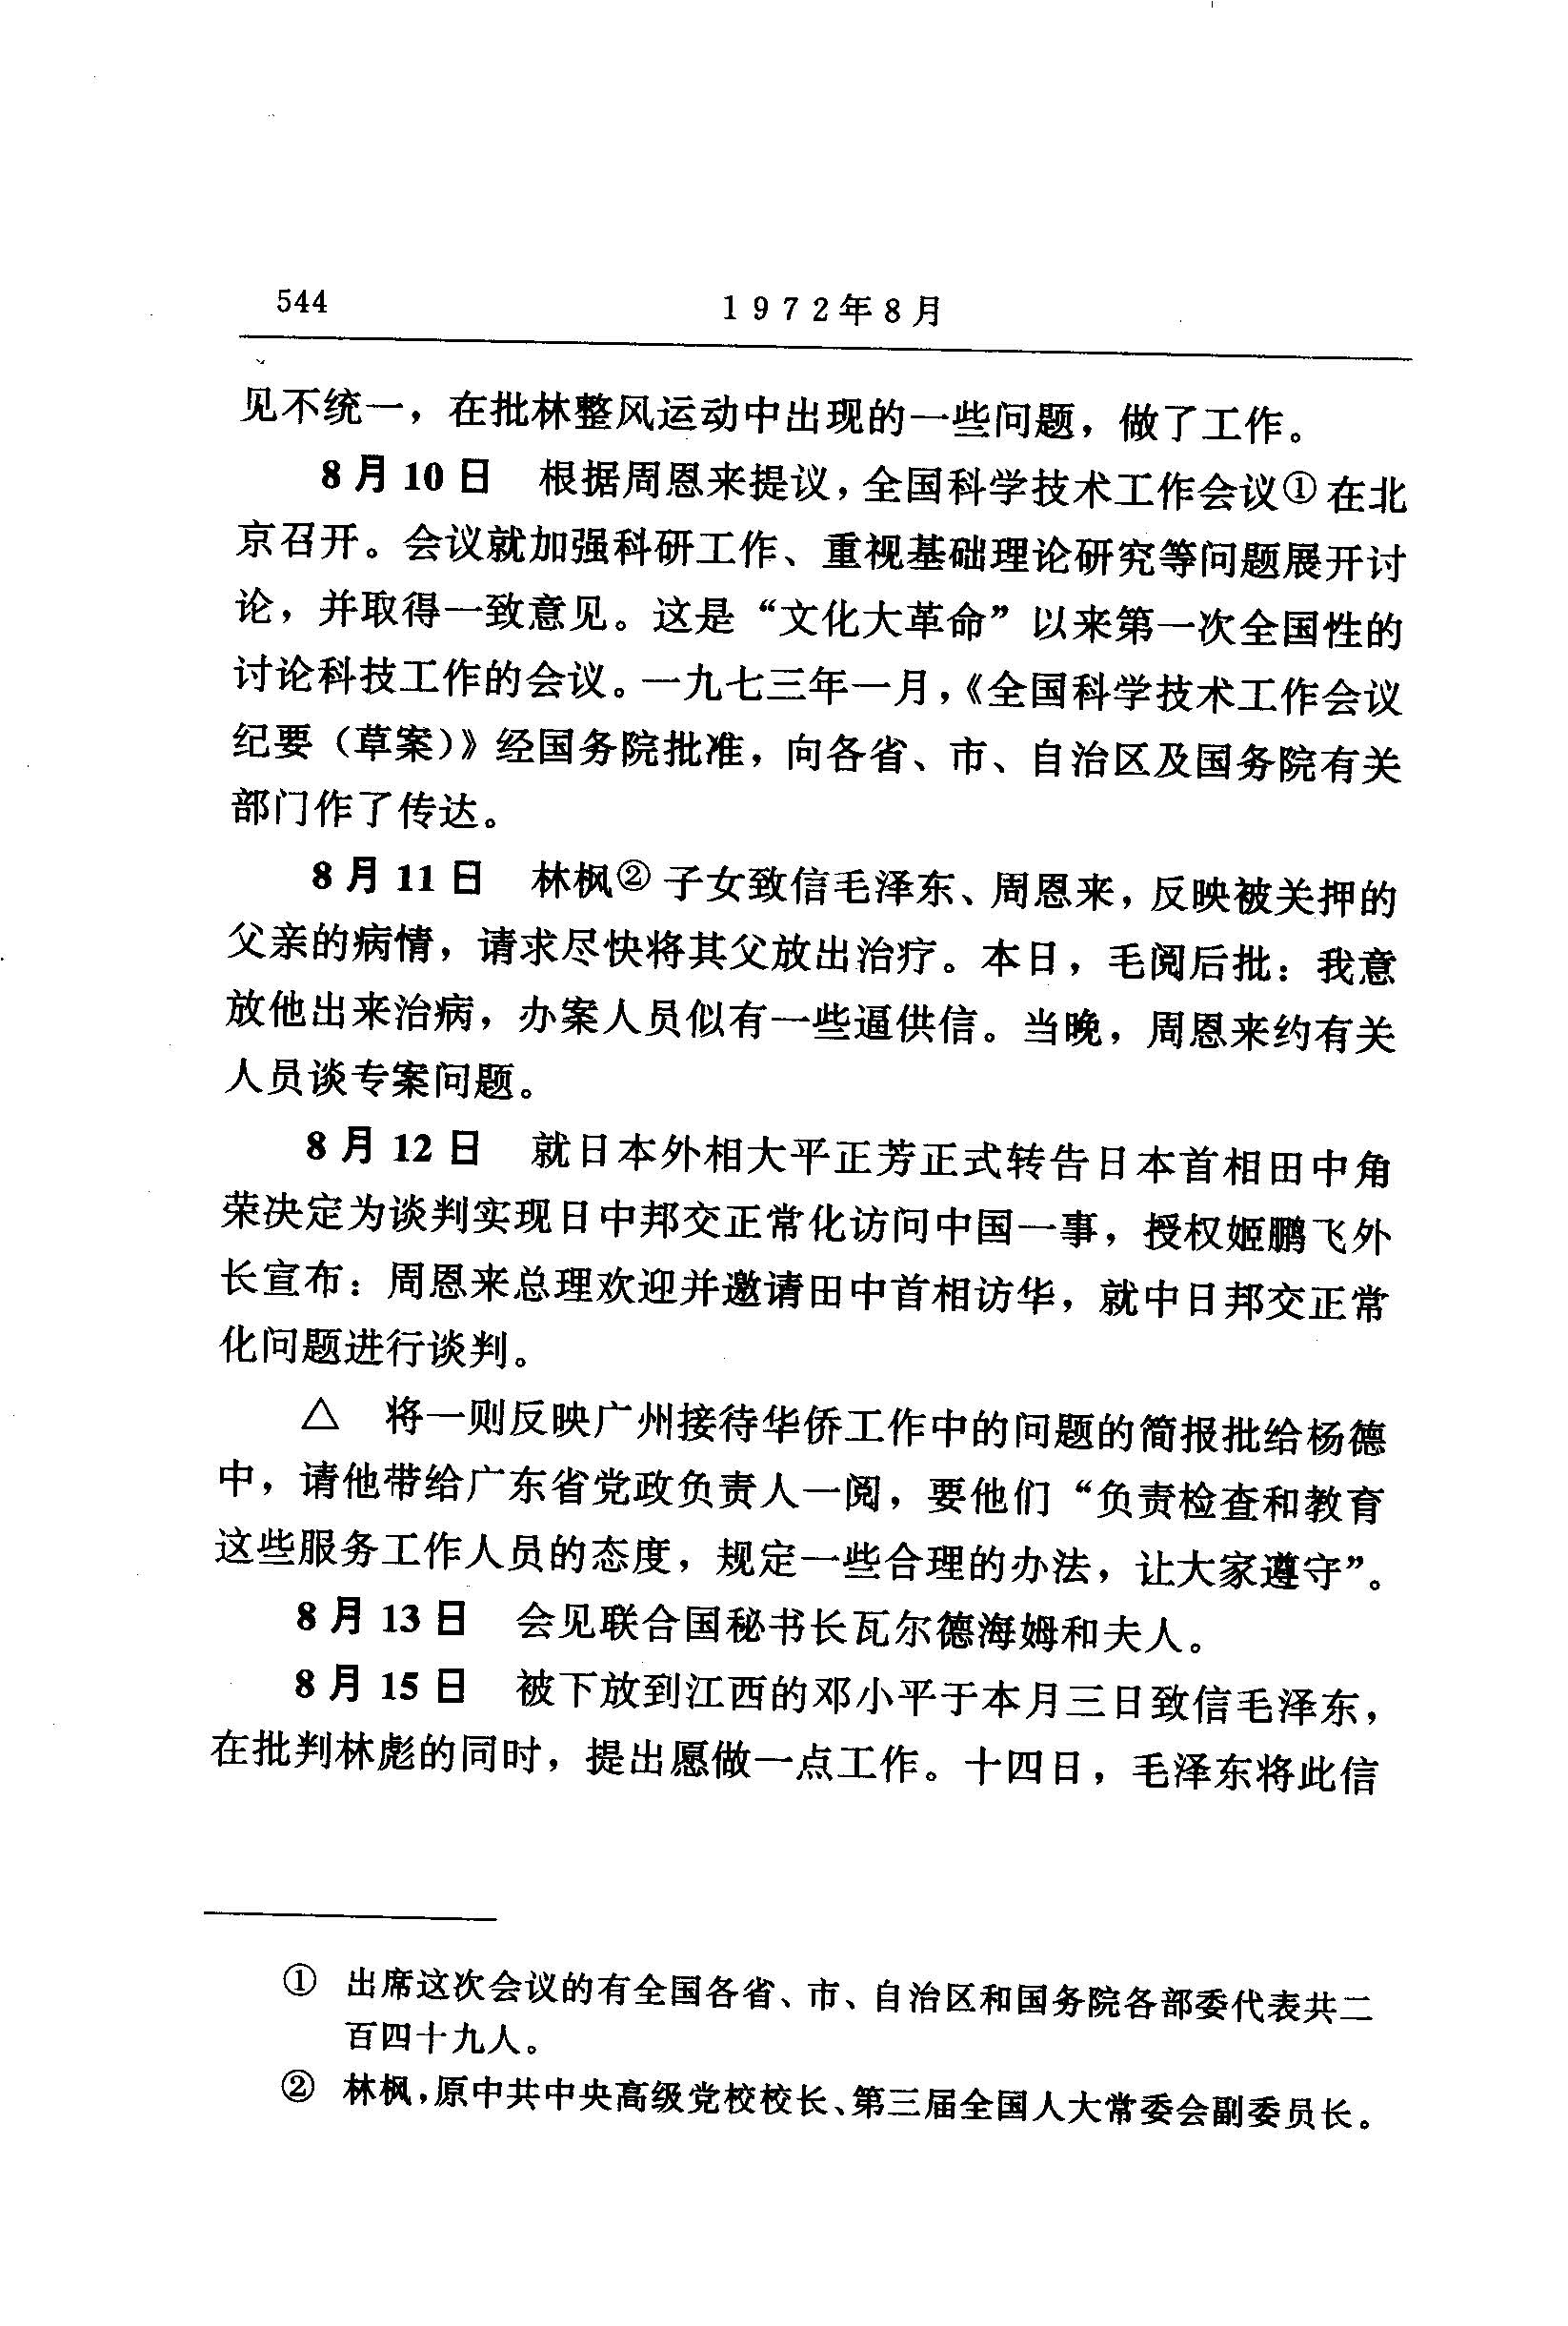 544
1972年8月
见不统一，在批林整风运动中出现的一些问题，做了工作。
8月10日　根据周恩来提议，全国科学技术工作会议①在北
京召开。会议就加强科研工作、重视基础理论研究等问题展开讨
论，并取得一致意见。这是“文化大革命”以来第一次全国性的
讨论科技工作的会议。一九七三年一月，《全国科学技术工作会议
纪要（草案）》经国务院批准，向各省、市、自治区及国务院有关
部门作了传达。
8月11日　林枫②子女致信毛泽东、周恩来，反映被关押的
父亲的病情，请求尽快将其父放出治疗。本日，毛阅后批：我意
放他出来治病，办案人员似有一些逼供信。当晚，周恩来约有关
人员谈专案问题。
8月12日　就日本外相大平正芳正式转告日本首相田中角
荣决定为谈判实现日中邦交正常化访问中国一事，授权姬鹏飞外
长宣布：周恩来总理欢迎并邀请田中首相访华，就中日邦交正常
化问题进行谈判。
△　将一则反映广州接待华侨工作中的问题的简报批给杨德
中，请他带给广东省党政负责人一阅，要他们“负责检查和教育
这些服务工作人员的态度，规定一些合理的办法，让大家遵守”。
8月13日　会见联合国秘书长瓦尔德海姆和夫人。
8月15日　被下放到江西的邓小平于本月三日致信毛泽东，
在批判林彪的同时，提出愿做一点工作。十四日，毛泽东将此信
①　出席这次会议的有全国各省、市、自治区和国务院各部委代表共二
百四十九人。
②　林枫，原中共中央高级党校校长、第三届全国人大常委会副委员长。